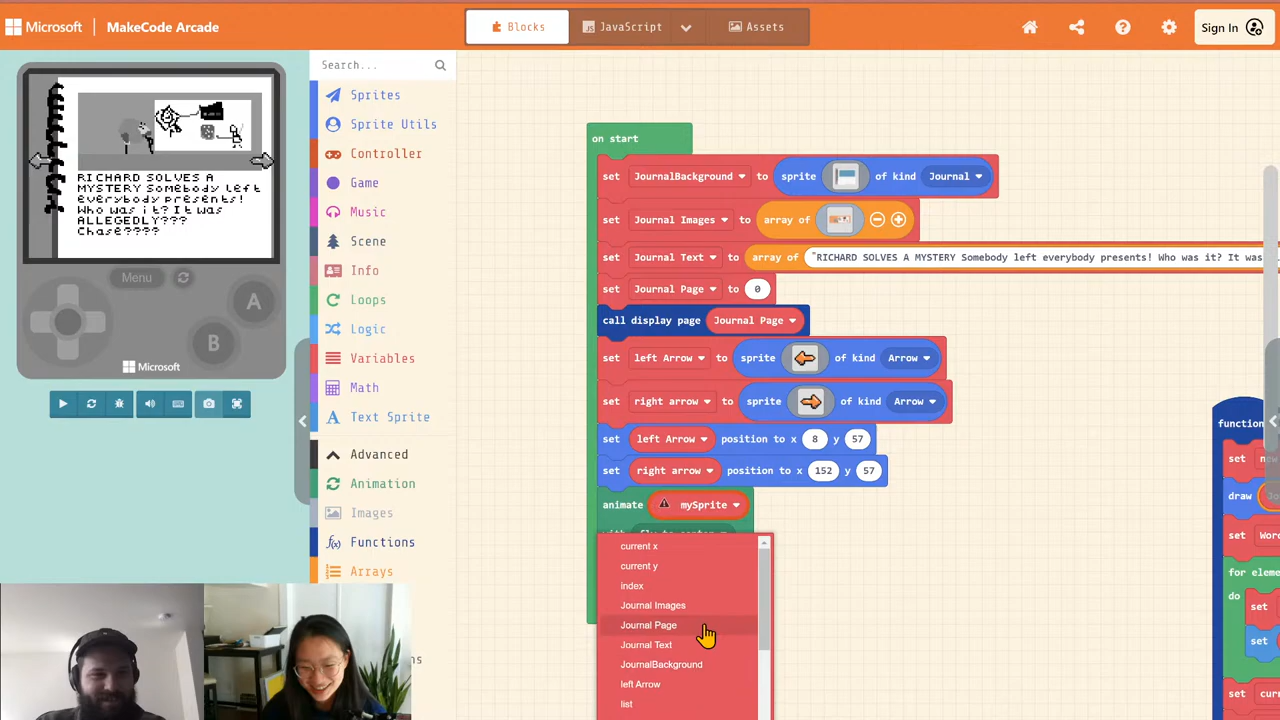 Microsoft MakeCode Arcade Blocks JavaScript Assets Sign In
RICHARD SOLVES A
MYSTERY Somebody left
everybody presents!
Who was it? It was
ALLEGEDLY???
Chase????
Menu
A
B
Microsoft
Search...
Sprites
Sprite Utils
Controller
Game
Music
Scene
Info
Loops
Logic
Variables
Math
Text Sprite
Advanced
Animation
Images
Functions
Arrays
on start
set JournalBackground to sprite of kind Journal
set Journal Images to array of
set Journal Text to array of "RICHARD SOLVES A MYSTERY Somebody left everybody presents! Who was it? It was
set Journal Page to 0
call display page Journal Page
set left Arrow to sprite of kind Arrow
set right arrow to sprite of kind Arrow
set left Arrow position to x 8 y 57
set right arrow position to x 152 y 57
animate mySprite
current x
current y
index
Journal Images
Journal Page
Journal Text
JournalBackground
left Arrow
list
function
set
draw
set Wor
for eleme
do
set
set
set curr